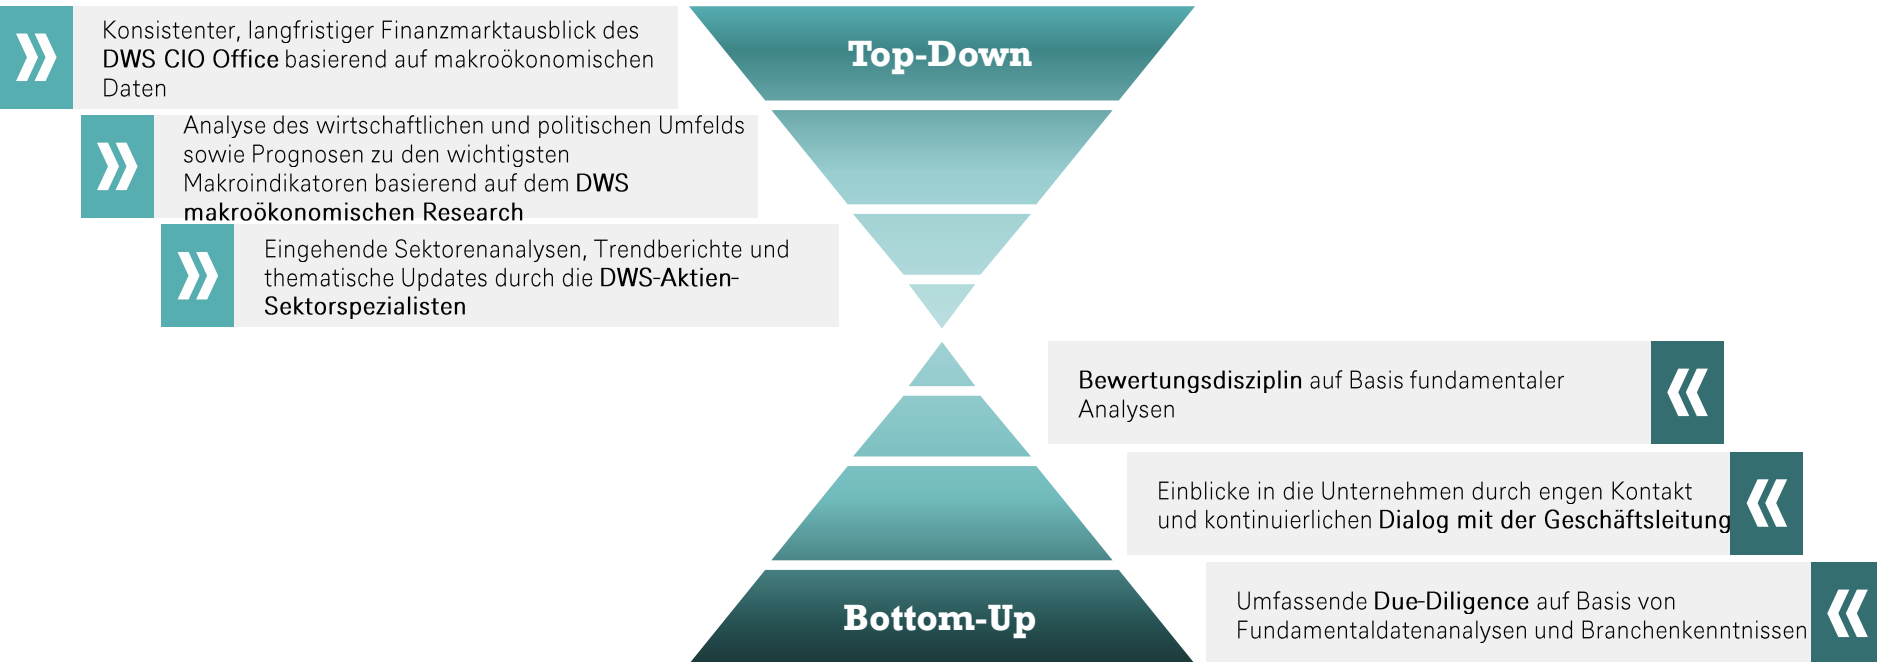 Konsistenter, langfristiger Finanzmarktausblick des
DWS CIO Office basierend auf makroökonomischen
Daten
Top-Down
Analyse des wirtschaftlichen und politischen Umfelds
sowie Prognosen zu den wichtigsten
Makroindikatoren basierend auf dem DWS
makroökonomischen Research
Eingehende Sektorenanalysen, Trendberichte und
thematische Updates durch die DWS-Aktien-
Sektorspezialisten
Bewertungsdisziplin auf Basis fundamentaler
Analysen
Einblicke in die Unternehmen durch engen Kontakt
und kontinuierlichen Dialog mit der Geschäftsleitung
Bottom-Up
Umfassende Due-Diligence auf Basis von
Fundamentaldatenanalysen und Branchenkenntnissen